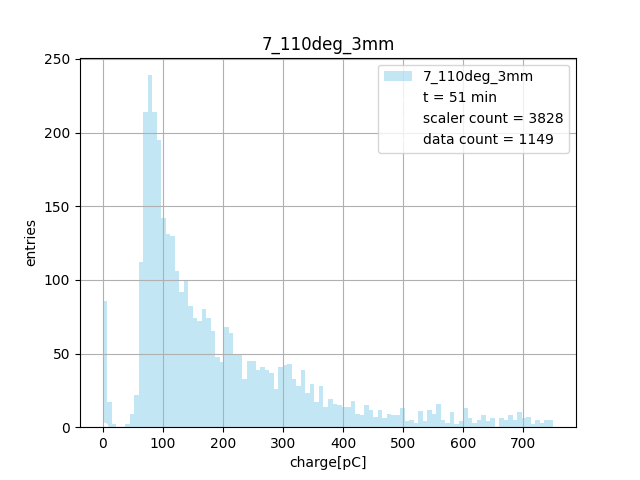 7_110deg_3mm
250
200
150
100
50
0
entries
7_110deg_3mm
t = 51 min
scaler count = 3828
data count = 1149
0 100 200 300 400 500 600 700
charge[pC]